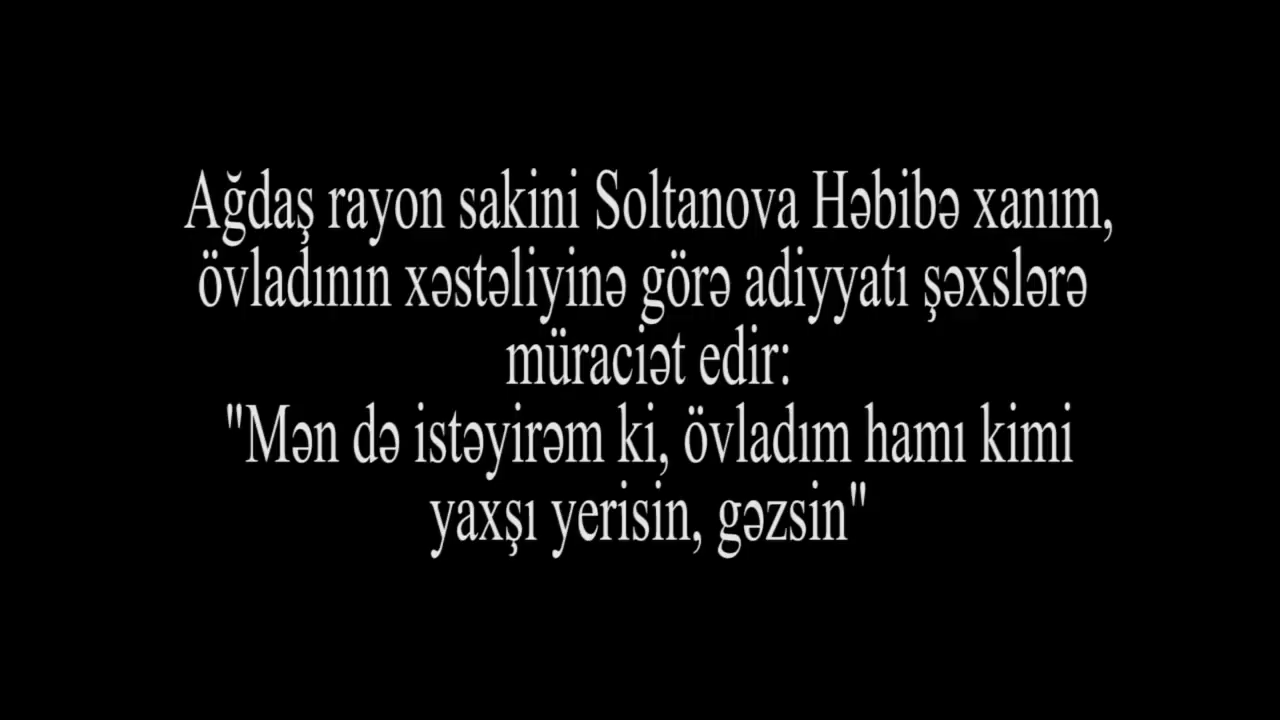 Ağdaş rayon sakini Soltanova Həbibə xanım,
övladının xəstəliyinə görə adiyyatı şəxslərə
müraciət edir:
"Mən də istəyirəm ki, övladım hamı kimi
yaxşı yerisin, gəzsin"